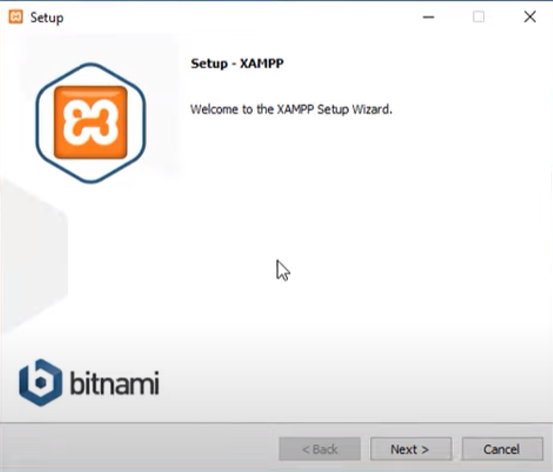 Setup
Setup - XAMPP
Welcome to the XAMPP Setup Wizard.
bitnami
< Back
Next >
Cancel